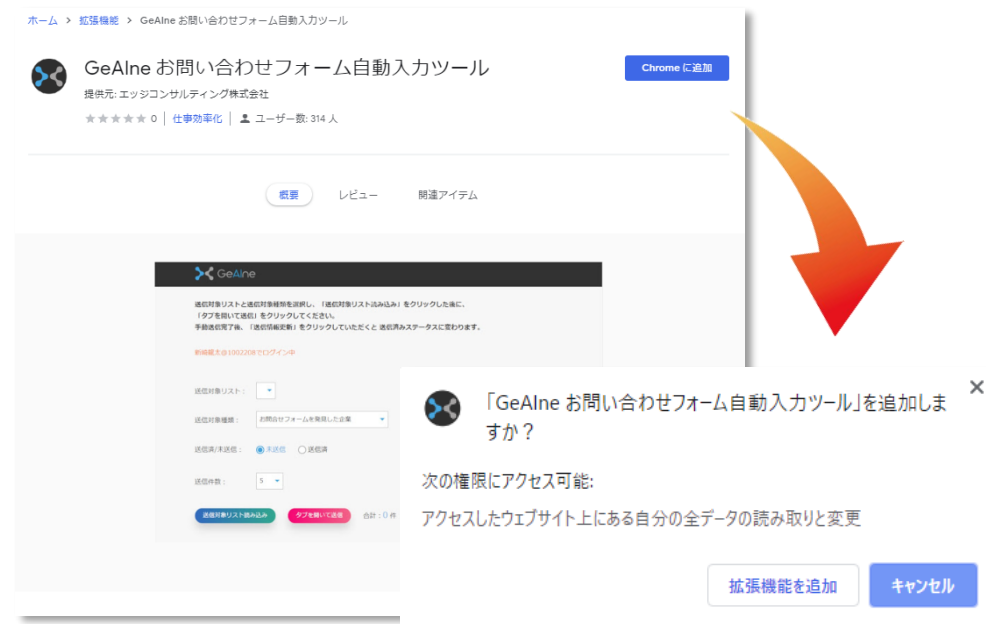 ホーム > 拡張機能 > GeAIne お問い合わせフォーム自動入力ツール
GeAIne お問い合わせフォーム自動入力ツール
Chrome に追加
提供元: エッジコンサルティング株式会社
★★★★★ 0 | 仕事効率化 | ユーザー数: 314 人
概要 レビュー 関連アイテム
GeAIne
送信対象リストと送信対象種類を選択し、「送信対象リスト読み込み」をクリックした後に、
「タブを開いて送信」をクリックしてください。
手動送信完了後、「送信情報更新」をクリックしていただくと 送信済みステータスに変わります。
でログイン中
送信対象リスト：
送信対象種類： お問合せフォームを発見した企業
送信済/未送信： 未送信 送信済
送信件数： 5
送信対象リスト読み込み タブを開いて送信 合計：0 件
「GeAIne お問い合わせフォーム自動入力ツール」を追加しま
すか？
次の権限にアクセス可能:
アクセスしたウェブサイト上にある自分の全データの読み取りと変更
拡張機能を追加 キャンセル